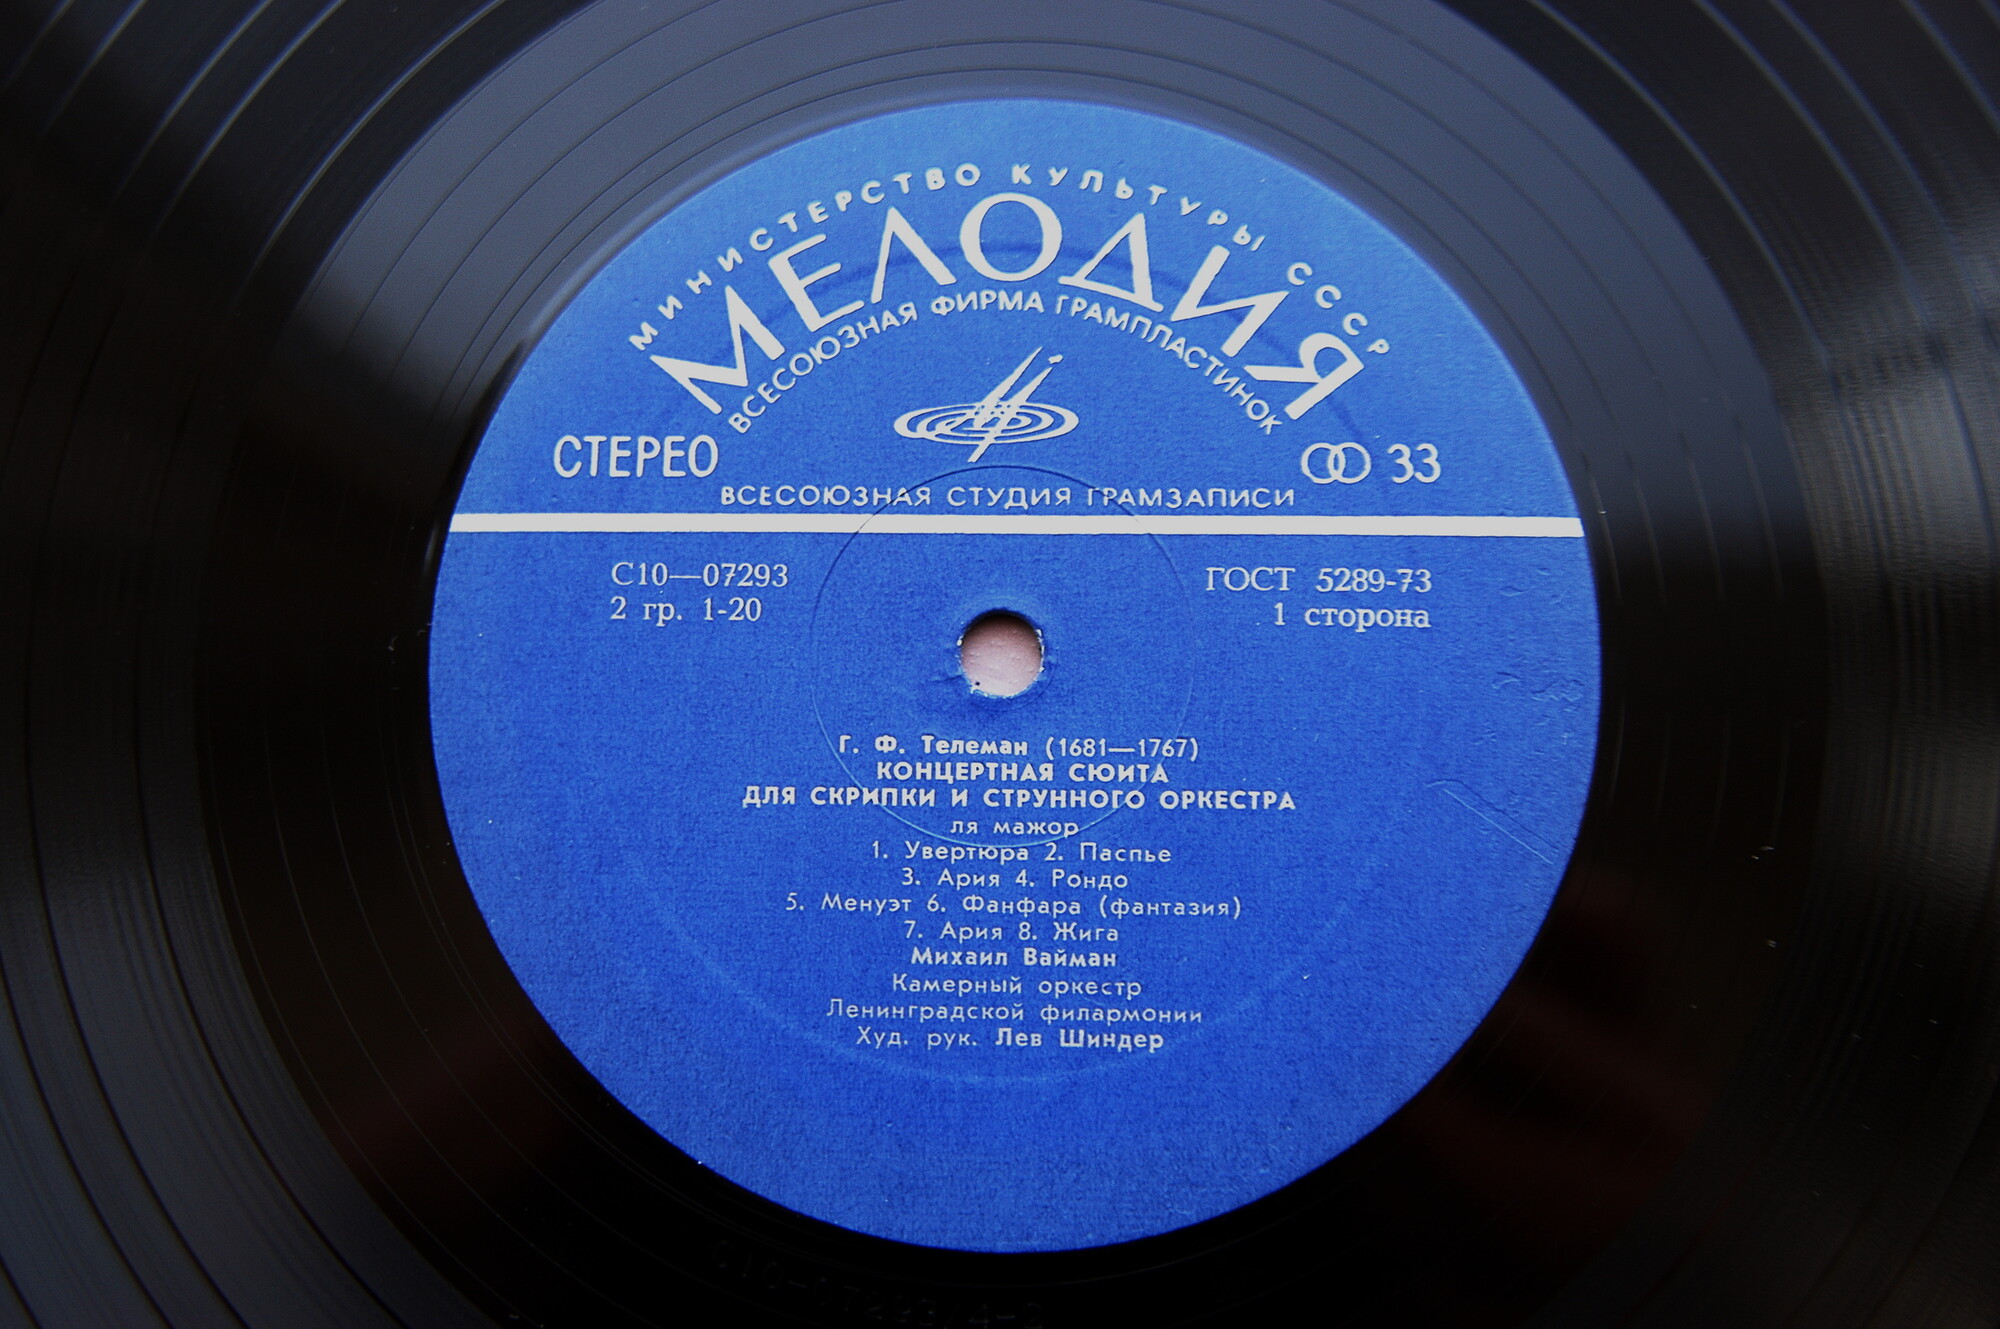 МИНИСТЕРСТВО КУЛЬТУРЫ СССР
МЕЛОДИЯ
ВСЕСОЮЗНАЯ ФИРМА ГРАМПЛАСТИНОК
СТЕРЕО
33
ВСЕСОЮЗНАЯ СТУДИЯ ГРАМЗАПИСИ
С10—07293
ГОСТ 5289-73
2 гр. 1-20
1 сторона
Г. Ф. Телеман (1681—1767)
КОНЦЕРТНАЯ СЮИТА
ДЛЯ СКРИПКИ И СТРУННОГО ОРКЕСТРА
ля мажор
1. Увертюра 2. Паспье
3. Ария 4. Рондо
5. Менуэт 6. Фанфара (фантазия)
7. Ария 8. Жига
Михаил Вайман
Камерный оркестр
Ленинградской филармонии
Худ. рук. Лев Шиндер